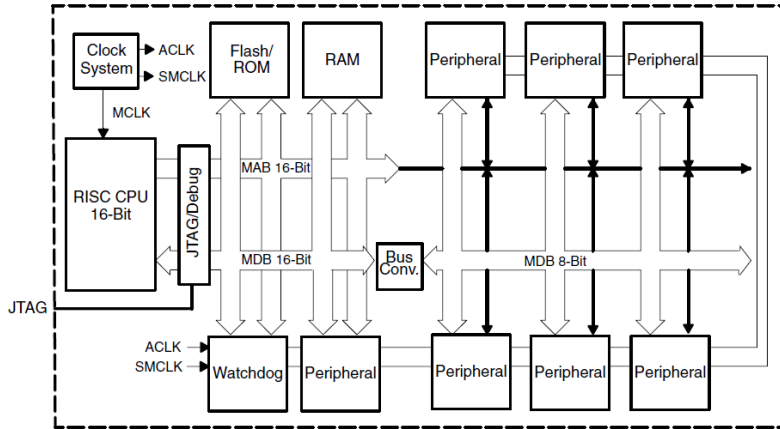 Clock
System
ACLK
SMCLK
MCLK
Flash/
ROM
RAM
Peripheral
Peripheral
Peripheral
RISC CPU
16-Bit
JTAG/Debug
MAB 16-Bit
MDB 16-Bit
Bus
Conv.
MDB 8-Bit
JTAG
ACLK
SMCLK
Watchdog
Peripheral
Peripheral
Peripheral
Peripheral